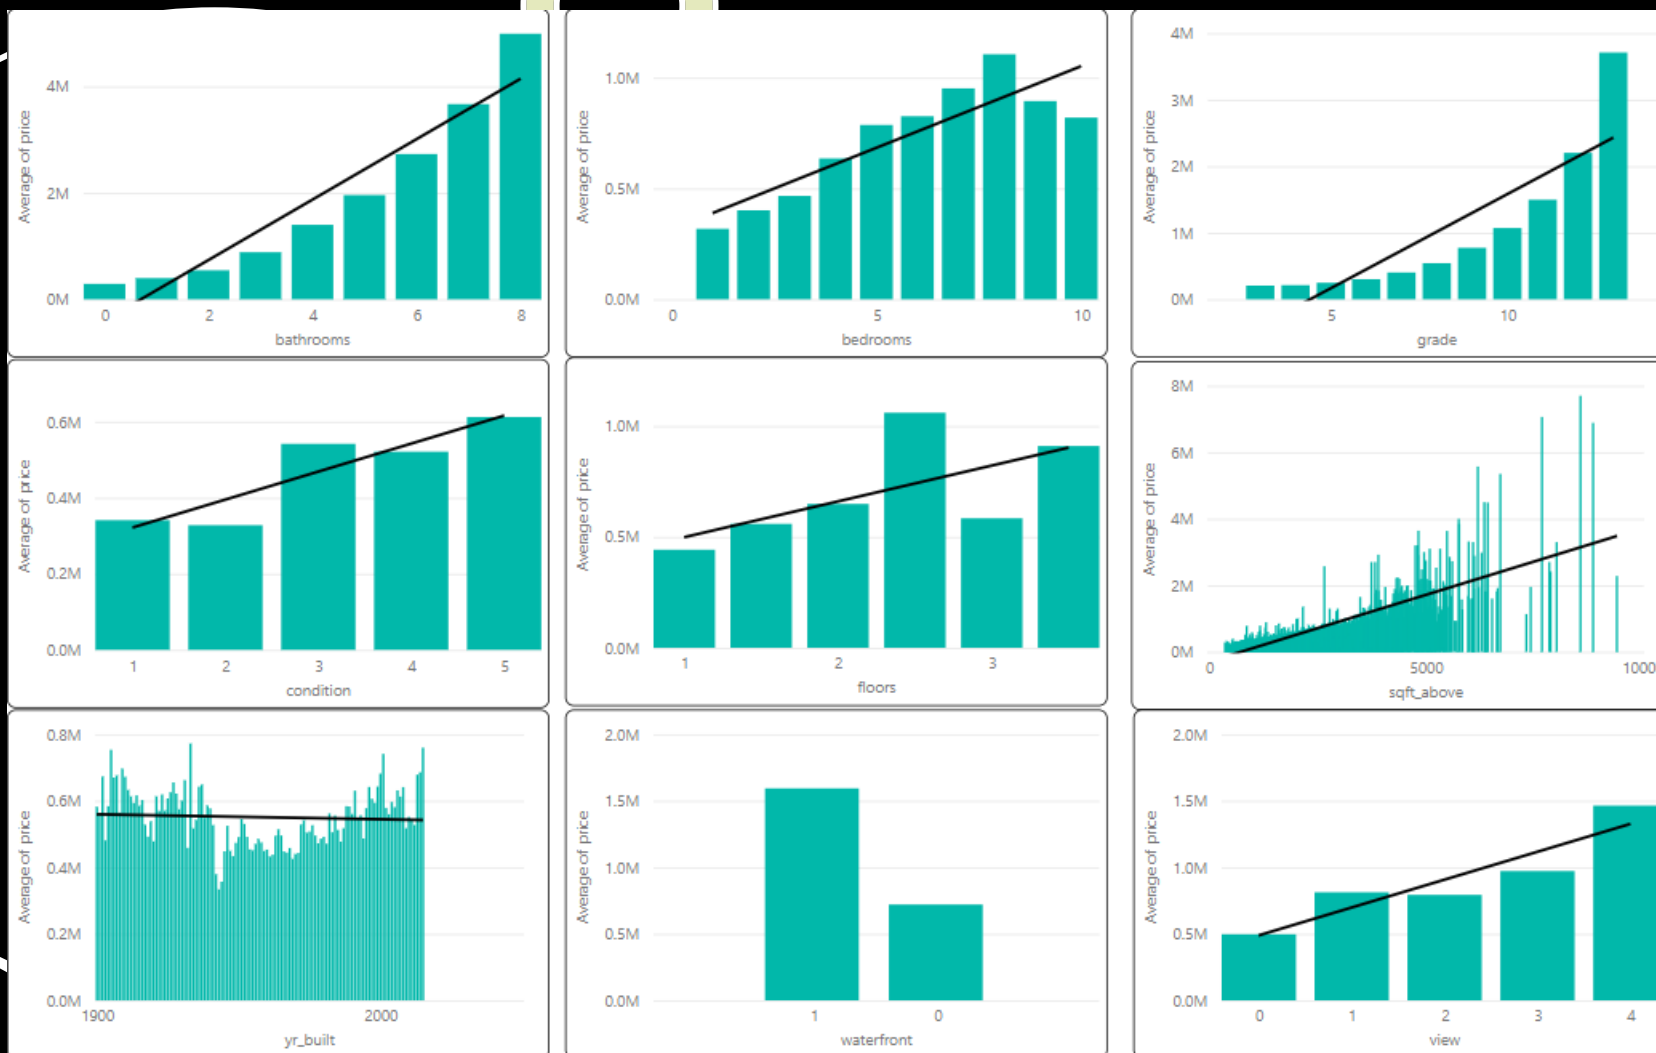 Average of price
4M
2M
0M
0 2 4 6 8
bathrooms
Average of price
1.0M
0.5M
0.0M
0 5 10
bedrooms
Average of price
4M
3M
2M
1M
0M
5 10
grade
Average of price
0.6M
0.4M
0.2M
0.0M
1 2 3 4 5
condition
Average of price
1.0M
0.5M
0.0M
1 2 3
floors
Average of price
8M
6M
4M
2M
0M
0 5000 1000
sqft_above
Average of price
0.8M
0.6M
0.4M
0.2M
0.0M
1900 2000
yr_built
Average of price
2.0M
1.5M
1.0M
0.5M
0.0M
1 0
waterfront
Average of price
2.0M
1.5M
1.0M
0.5M
0.0M
0 1 2 3 4
view